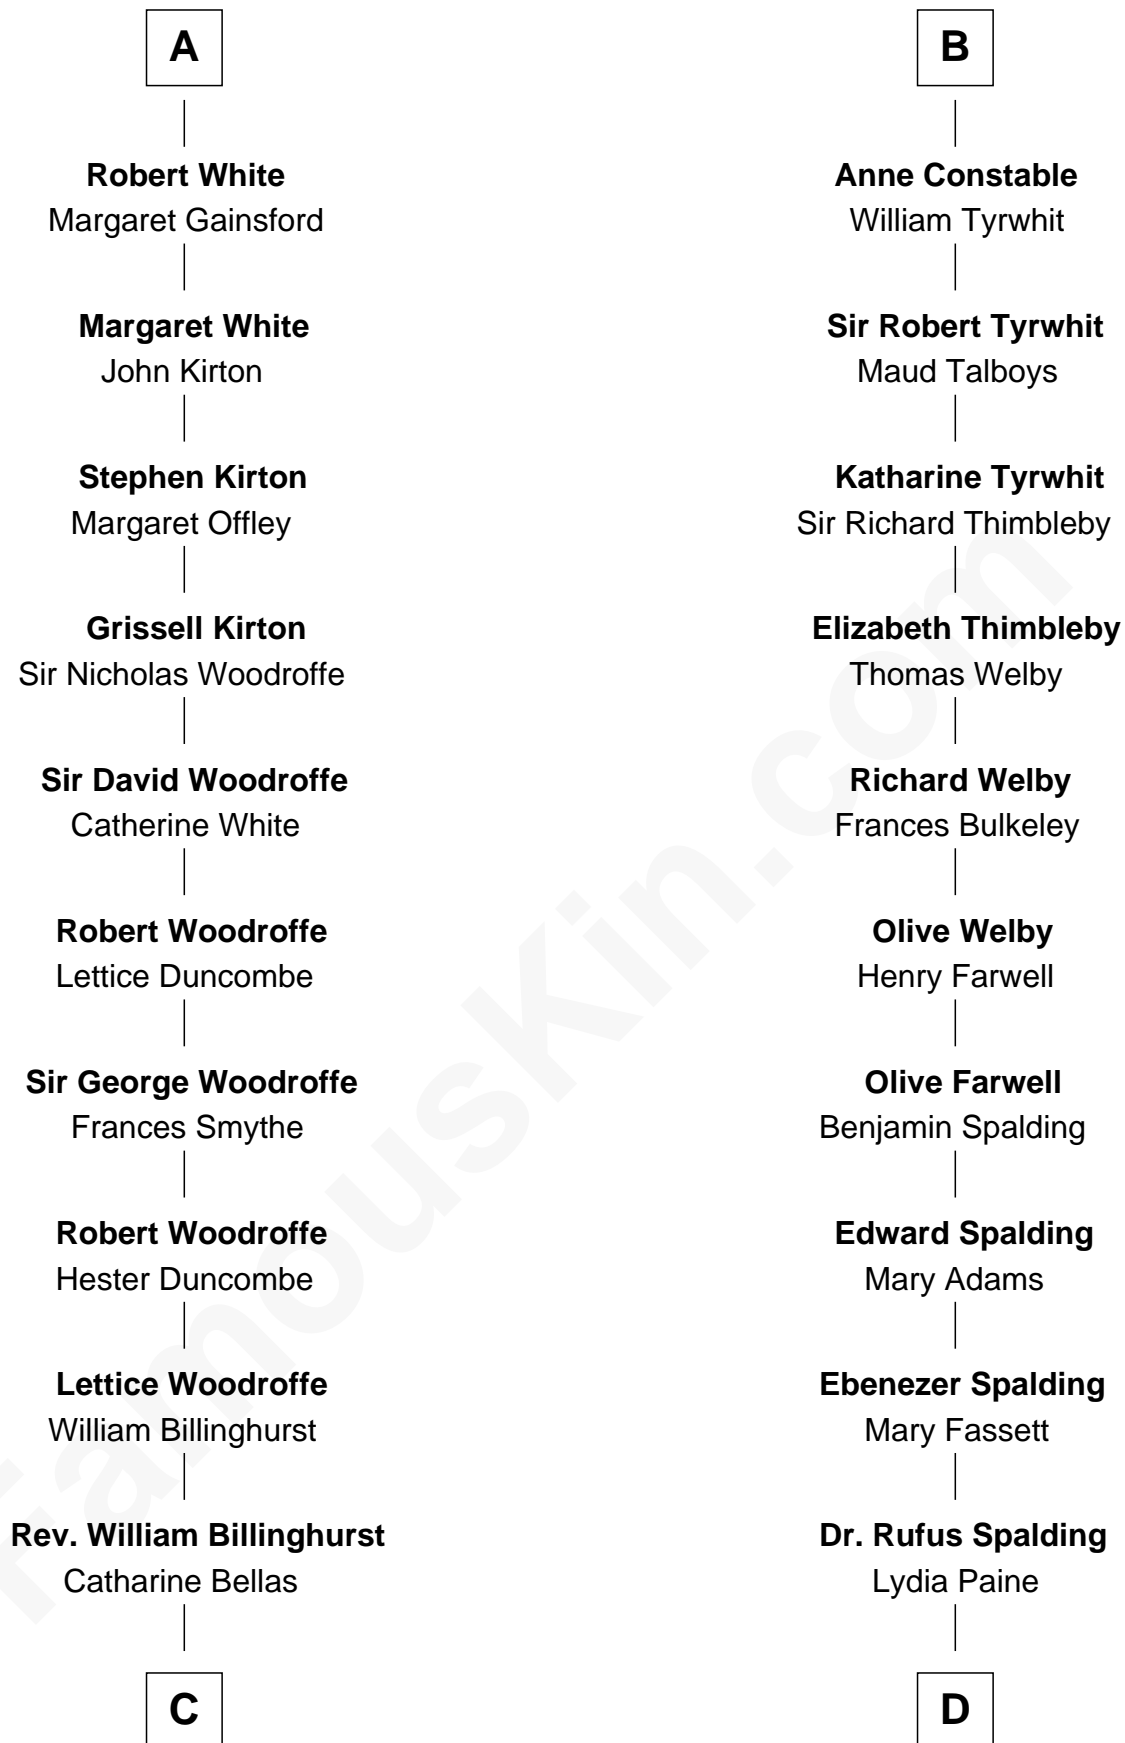 A
Robert White
Margaret Gainsford
Margaret White
John Kirton
Stephen Kirton
Margaret Offley
Grissell Kirton
Sir Nicholas Woodroffe
Sir David Woodroffe
Catherine White
Robert Woodroffe
Lettice Duncombe
Sir George Woodroffe
Frances Smythe
Robert Woodroffe
Hester Duncombe
Lettice Woodroffe
William Billinghurst
Rev. William Billinghurst
Catharine Bellas
C
B
Anne Constable
William Tyrwhit
Sir Robert Tyrwhit
Maud Talboys
Katharine Tyrwhit
Sir Richard Thimbleby
Elizabeth Thimbleby
Thomas Welby
Richard Welby
Frances Bulkeley
Olive Welby
Henry Farwell
Olive Farwell
Benjamin Spalding
Edward Spalding
Mary Adams
Ebenezer Spalding
Mary Fassett
Dr. Rufus Spalding
Lydia Paine
D
FamousKin.com